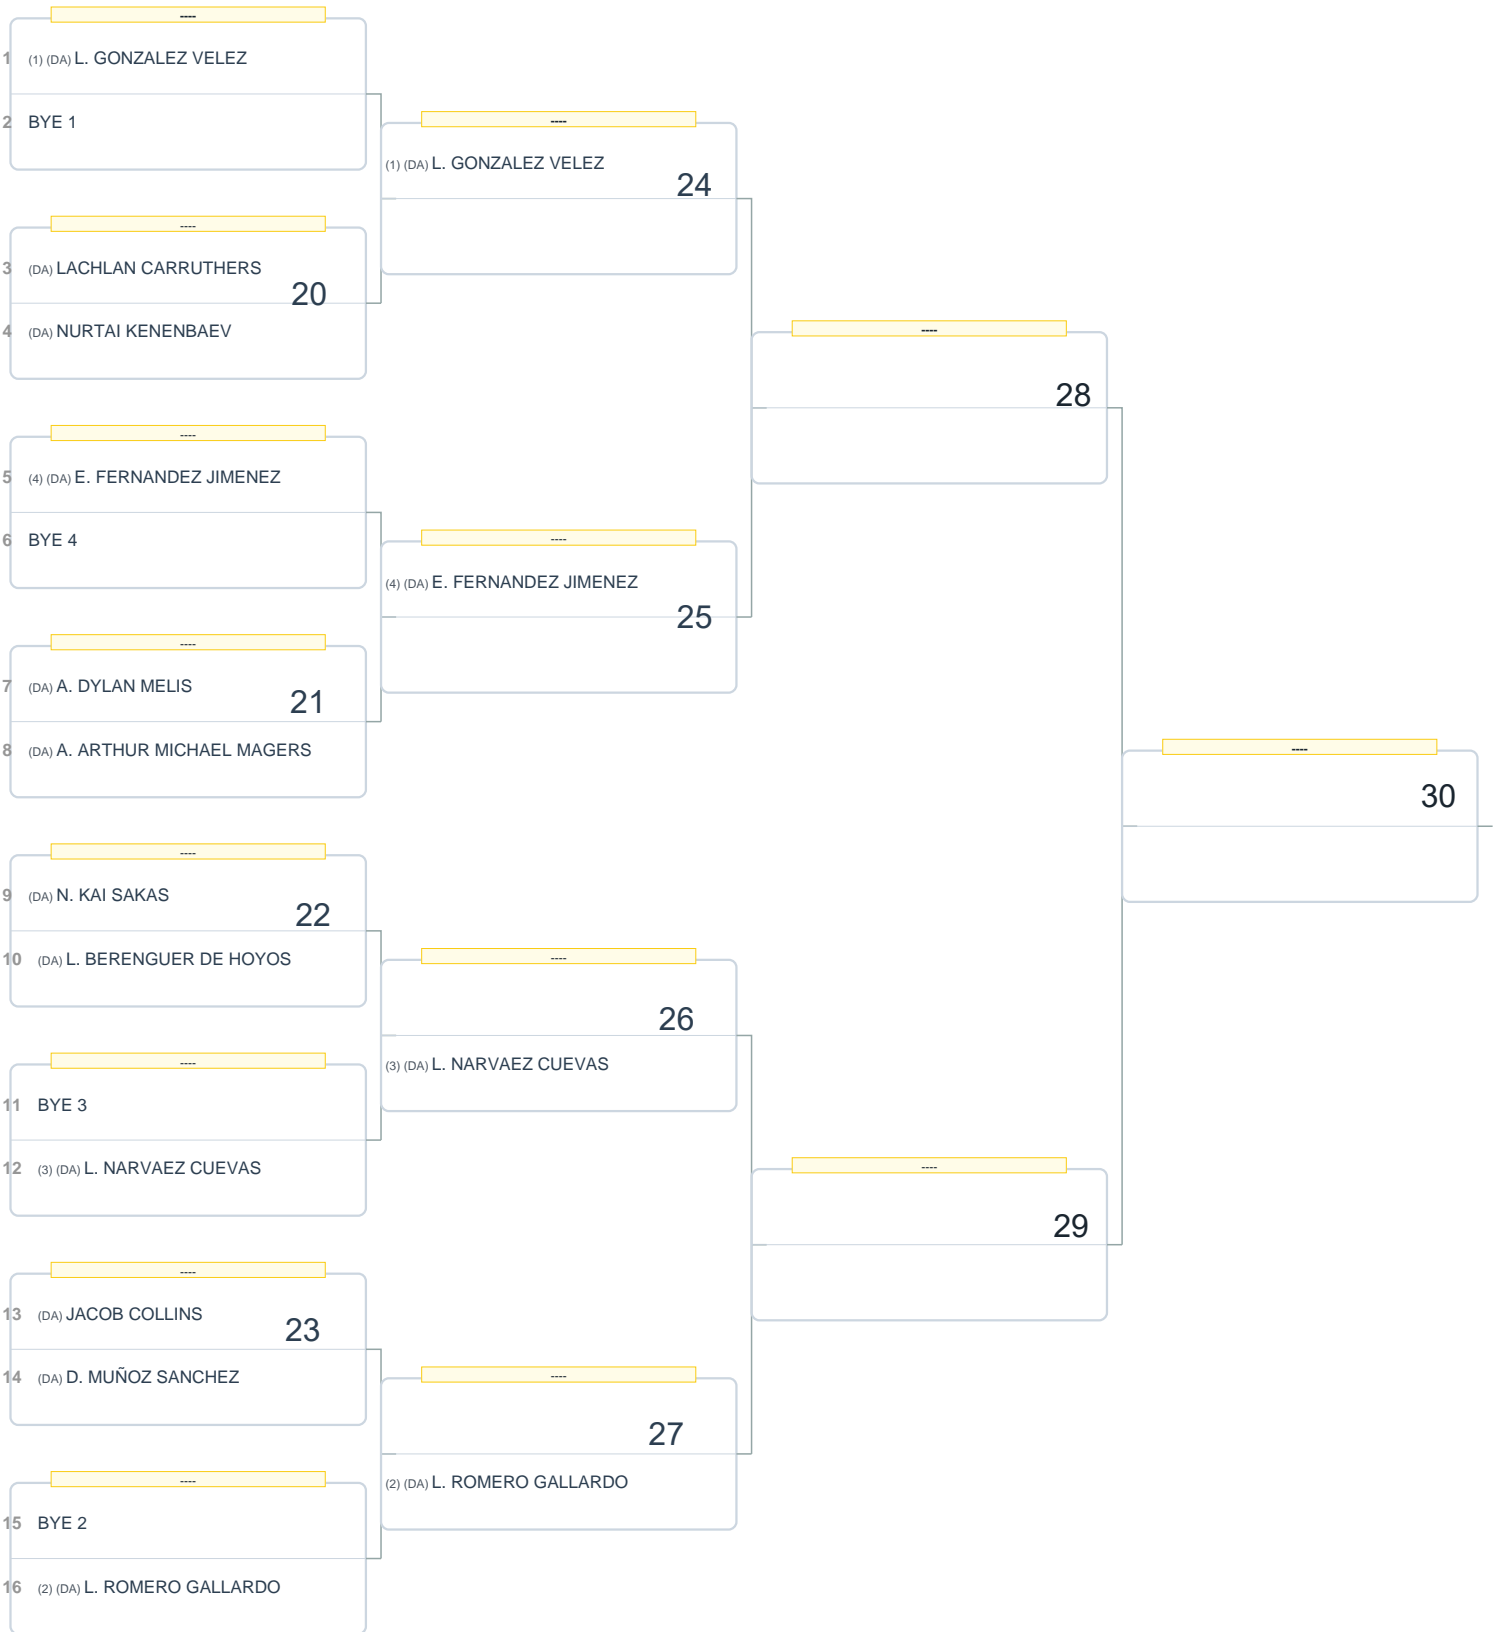 ----
1 (1) (DA) L. GONZALEZ VELEZ
2 BYE 1
----
3 (DA) LACHLAN CARRUTHERS
20
4 (DA) NURTAI KENENBAEV
----
5 (4) (DA) E. FERNANDEZ JIMENEZ
6 BYE 4
----
7 (DA) A. DYLAN MELIS
21
8 (DA) A. ARTHUR MICHAEL MAGERS
----
9 (DA) N. KAI SAKAS
22
10 (DA) L. BERENGUER DE HOYOS
----
11 BYE 3
12 (3) (DA) L. NARVAEZ CUEVAS
----
13 (DA) JACOB COLLINS
23
14 (DA) D. MUÑOZ SANCHEZ
----
15 BYE 2
16 (2) (DA) L. ROMERO GALLARDO
----
(1) (DA) L. GONZALEZ VELEZ
24
----
(4) (DA) E. FERNANDEZ JIMENEZ
25
----
26
(3) (DA) L. NARVAEZ CUEVAS
----
27
(2) (DA) L. ROMERO GALLARDO
----
28
----
29
----
30